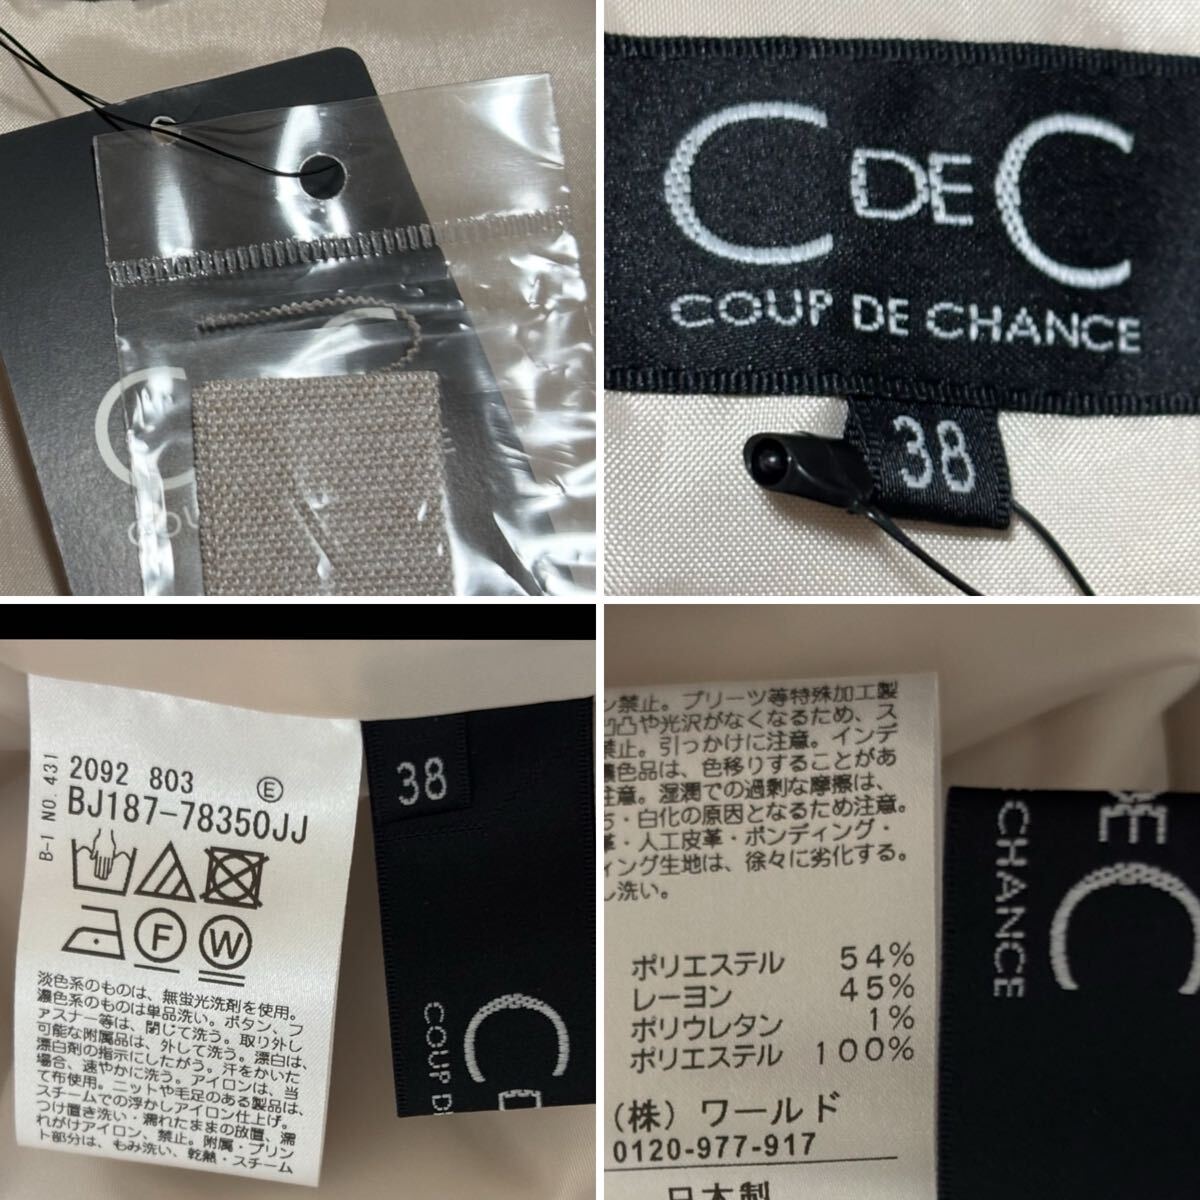 C
COU
C DE C
COUP DE CHANCE
38
B-1 NO. 431
2092 803
E
BJ187-78350JJ
F
W
淡色系のものは、無蛍光洗剤を使用。
濃色系のものは単品洗い。ボタン、フ
ァスナー等は、閉じて洗う。取り外し
可能な附属品は、外して洗う。漂白は、
漂白剤の指示にしたがう。汗をかいた
場合、速やかに洗う。アイロンは、当
て布使用。ニットや毛足のある製品は、
スチームでの浮かしアイロン仕上げ。
つけ置き洗い・濡れたままの放置、濡
れがけアイロン、禁止。附属・プリン
ト部分は、もみ洗い、乾熱・スチーム
38
COUP D
C
ン禁止。プリーツ等特殊加工製
凹凸や光沢がなくなるため、ス
禁止。引っかけに注意。インデ
濃色品は、色移りすることがあ
注意。湿潤での過剰な摩擦は、
ち・白化の原因となるため注意。
革・人工皮革・ボンディング・
ィング生地は、徐々に劣化する。
し洗い。
ポリエステル 54%
レーヨン 45%
ポリウレタン 1%
ポリエステル 100%
(株) ワールド
0120-977-917
日本製
DE C
CHANCE